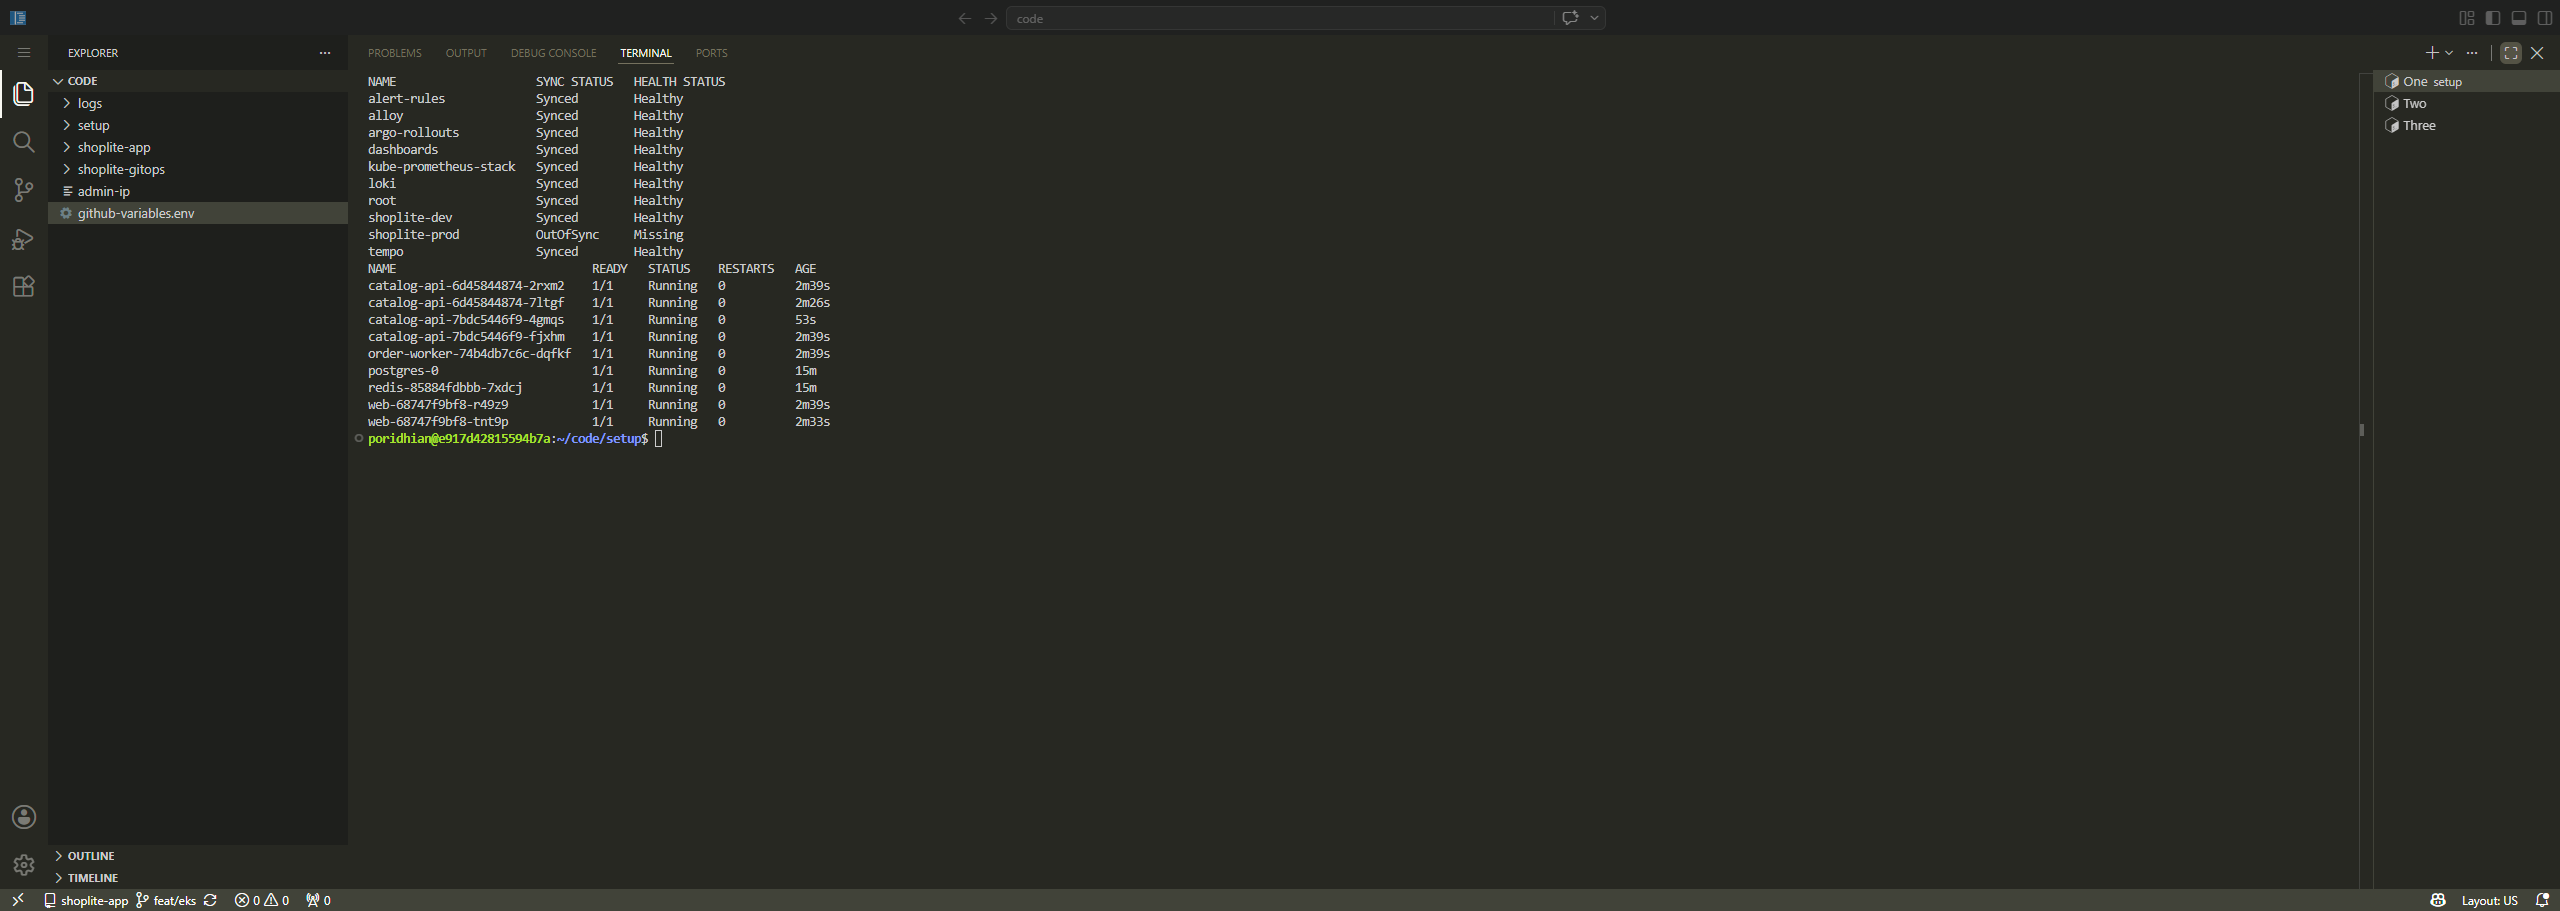 code
EXPLORER
CODE
logs
setup
shoplite-app
shoplite-gitops
admin-ip
github-variables.env
OUTLINE
TIMELINE
PROBLEMS OUTPUT DEBUG CONSOLE TERMINAL PORTS
NAME SYNC STATUS HEALTH STATUS
alert-rules Synced Healthy
alloy Synced Healthy
argo-rollouts Synced Healthy
dashboards Synced Healthy
kube-prometheus-stack Synced Healthy
loki Synced Healthy
root Synced Healthy
shoplite-dev Synced Healthy
shoplite-prod OutOfSync Missing
tempo Synced Healthy
NAME READY STATUS RESTARTS AGE
catalog-api-6d45844874-2rxm2 1/1 Running 0 2m39s
catalog-api-6d45844874-7ltgf 1/1 Running 0 2m26s
catalog-api-7bdc5446f9-4gmqs 1/1 Running 0 53s
catalog-api-7bdc5446f9-fjxhm 1/1 Running 0 2m39s
order-worker-74b4db7c6c-dqfkf 1/1 Running 0 2m39s
postgres-0 1/1 Running 0 15m
redis-85884fdbbb-7xdcj 1/1 Running 0 15m
web-68747f9bf8-r49z9 1/1 Running 0 2m39s
web-68747f9bf8-tnt9p 1/1 Running 0 2m33s
poridhian@e917d42815594b7a:~/code/setup$
One setup
Two
Three
shoplite-app feat/eks 0 0 0
Layout: US